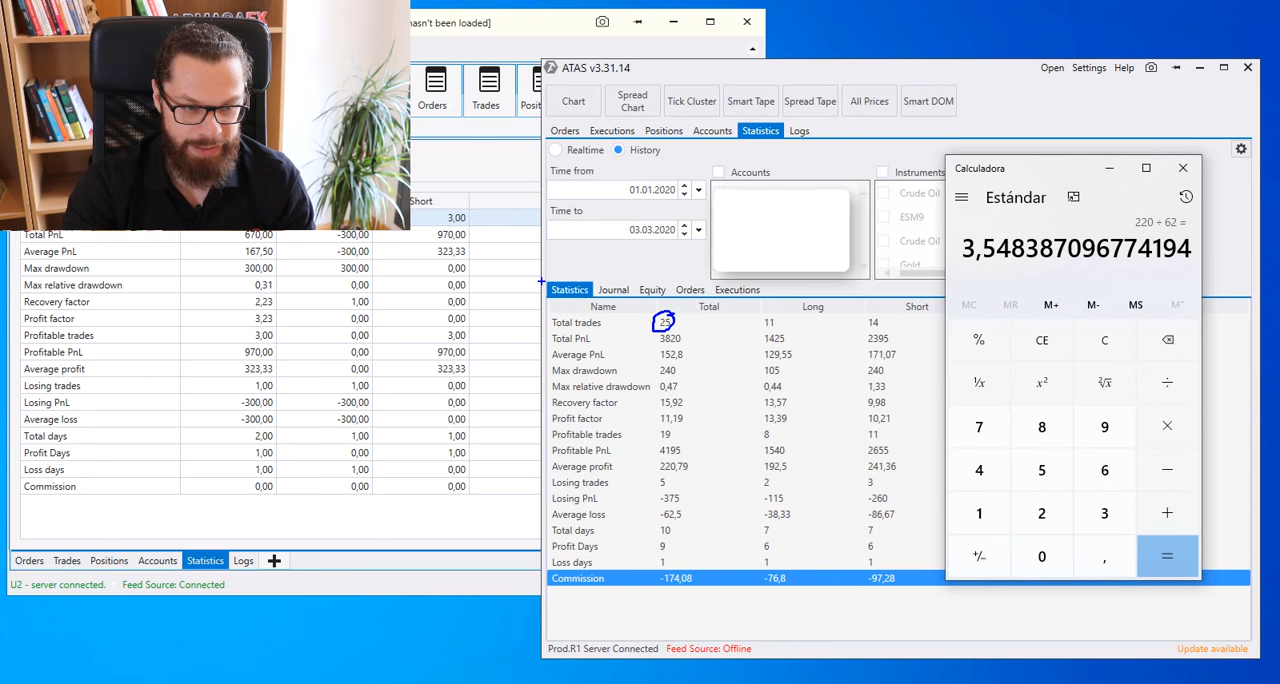 asn't been loaded]
Orders Trades Posit
Short
3,00
Total PnL 670,00 -300,00 970,00
Average PnL 167,50 -300,00 323,33
Max drawdown 300,00 300,00 0,00
Max relative drawdown 0,31 0,00 0,00
Recovery factor 2,23 1,00 0,00
Profit factor 3,23 0,00 0,00
Profitable trades 3,00 0,00 3,00
Profitable PnL 970,00 0,00 970,00
Average profit 323,33 0,00 323,33
Losing trades 1,00 1,00 0,00
Losing PnL -300,00 -300,00 0,00
Average loss -300,00 -300,00 0,00
Total days 2,00 1,00 1,00
Profit Days 1,00 0,00 1,00
Loss days 1,00 1,00 0,00
Commission 0,00 0,00 0,00
Orders Trades Positions Accounts Statistics Logs
U2 - server connected. Feed Source: Connected
ATAS v3.31.14 Open Settings Help
Chart Spread Chart Tick Cluster Smart Tape Spread Tape All Prices Smart DOM
Orders Executions Positions Accounts Statistics Logs
Realtime History
Time from Accounts Instruments
01.01.2020 Crude Oil
Time to ESM9
03.03.2020 Crude Oil
Gold
Statistics Journal Equity Orders Executions
Name Total Long Short
Total trades 25 11 14
Total PnL 3820 1425 2395
Average PnL 152,8 129,55 171,07
Max drawdown 240 105 240
Max relative drawdown 0,47 0,44 1,33
Recovery factor 15,92 13,57 9,98
Profit factor 11,19 13,39 10,21
Profitable trades 19 8 11
Profitable PnL 4195 1540 2655
Average profit 220,79 192,5 241,36
Losing trades 5 2 3
Losing PnL -375 -115 -260
Average loss -62,5 -38,33 -86,67
Total days 10 7 7
Profit Days 9 6 6
Loss days 1 1 1
Commission -174,08 -76,8 -97,28
Prod.R1 Server Connected Feed Source: Offline Update available
Calculadora
Estándar
220 ÷ 62 =
3,548387096774194
MC MR M+ M- MS M˅
% CE C ⌫
¹/x x² ²√x ÷
7 8 9 ×
4 5 6 −
1 2 3 +
+/− 0 , =